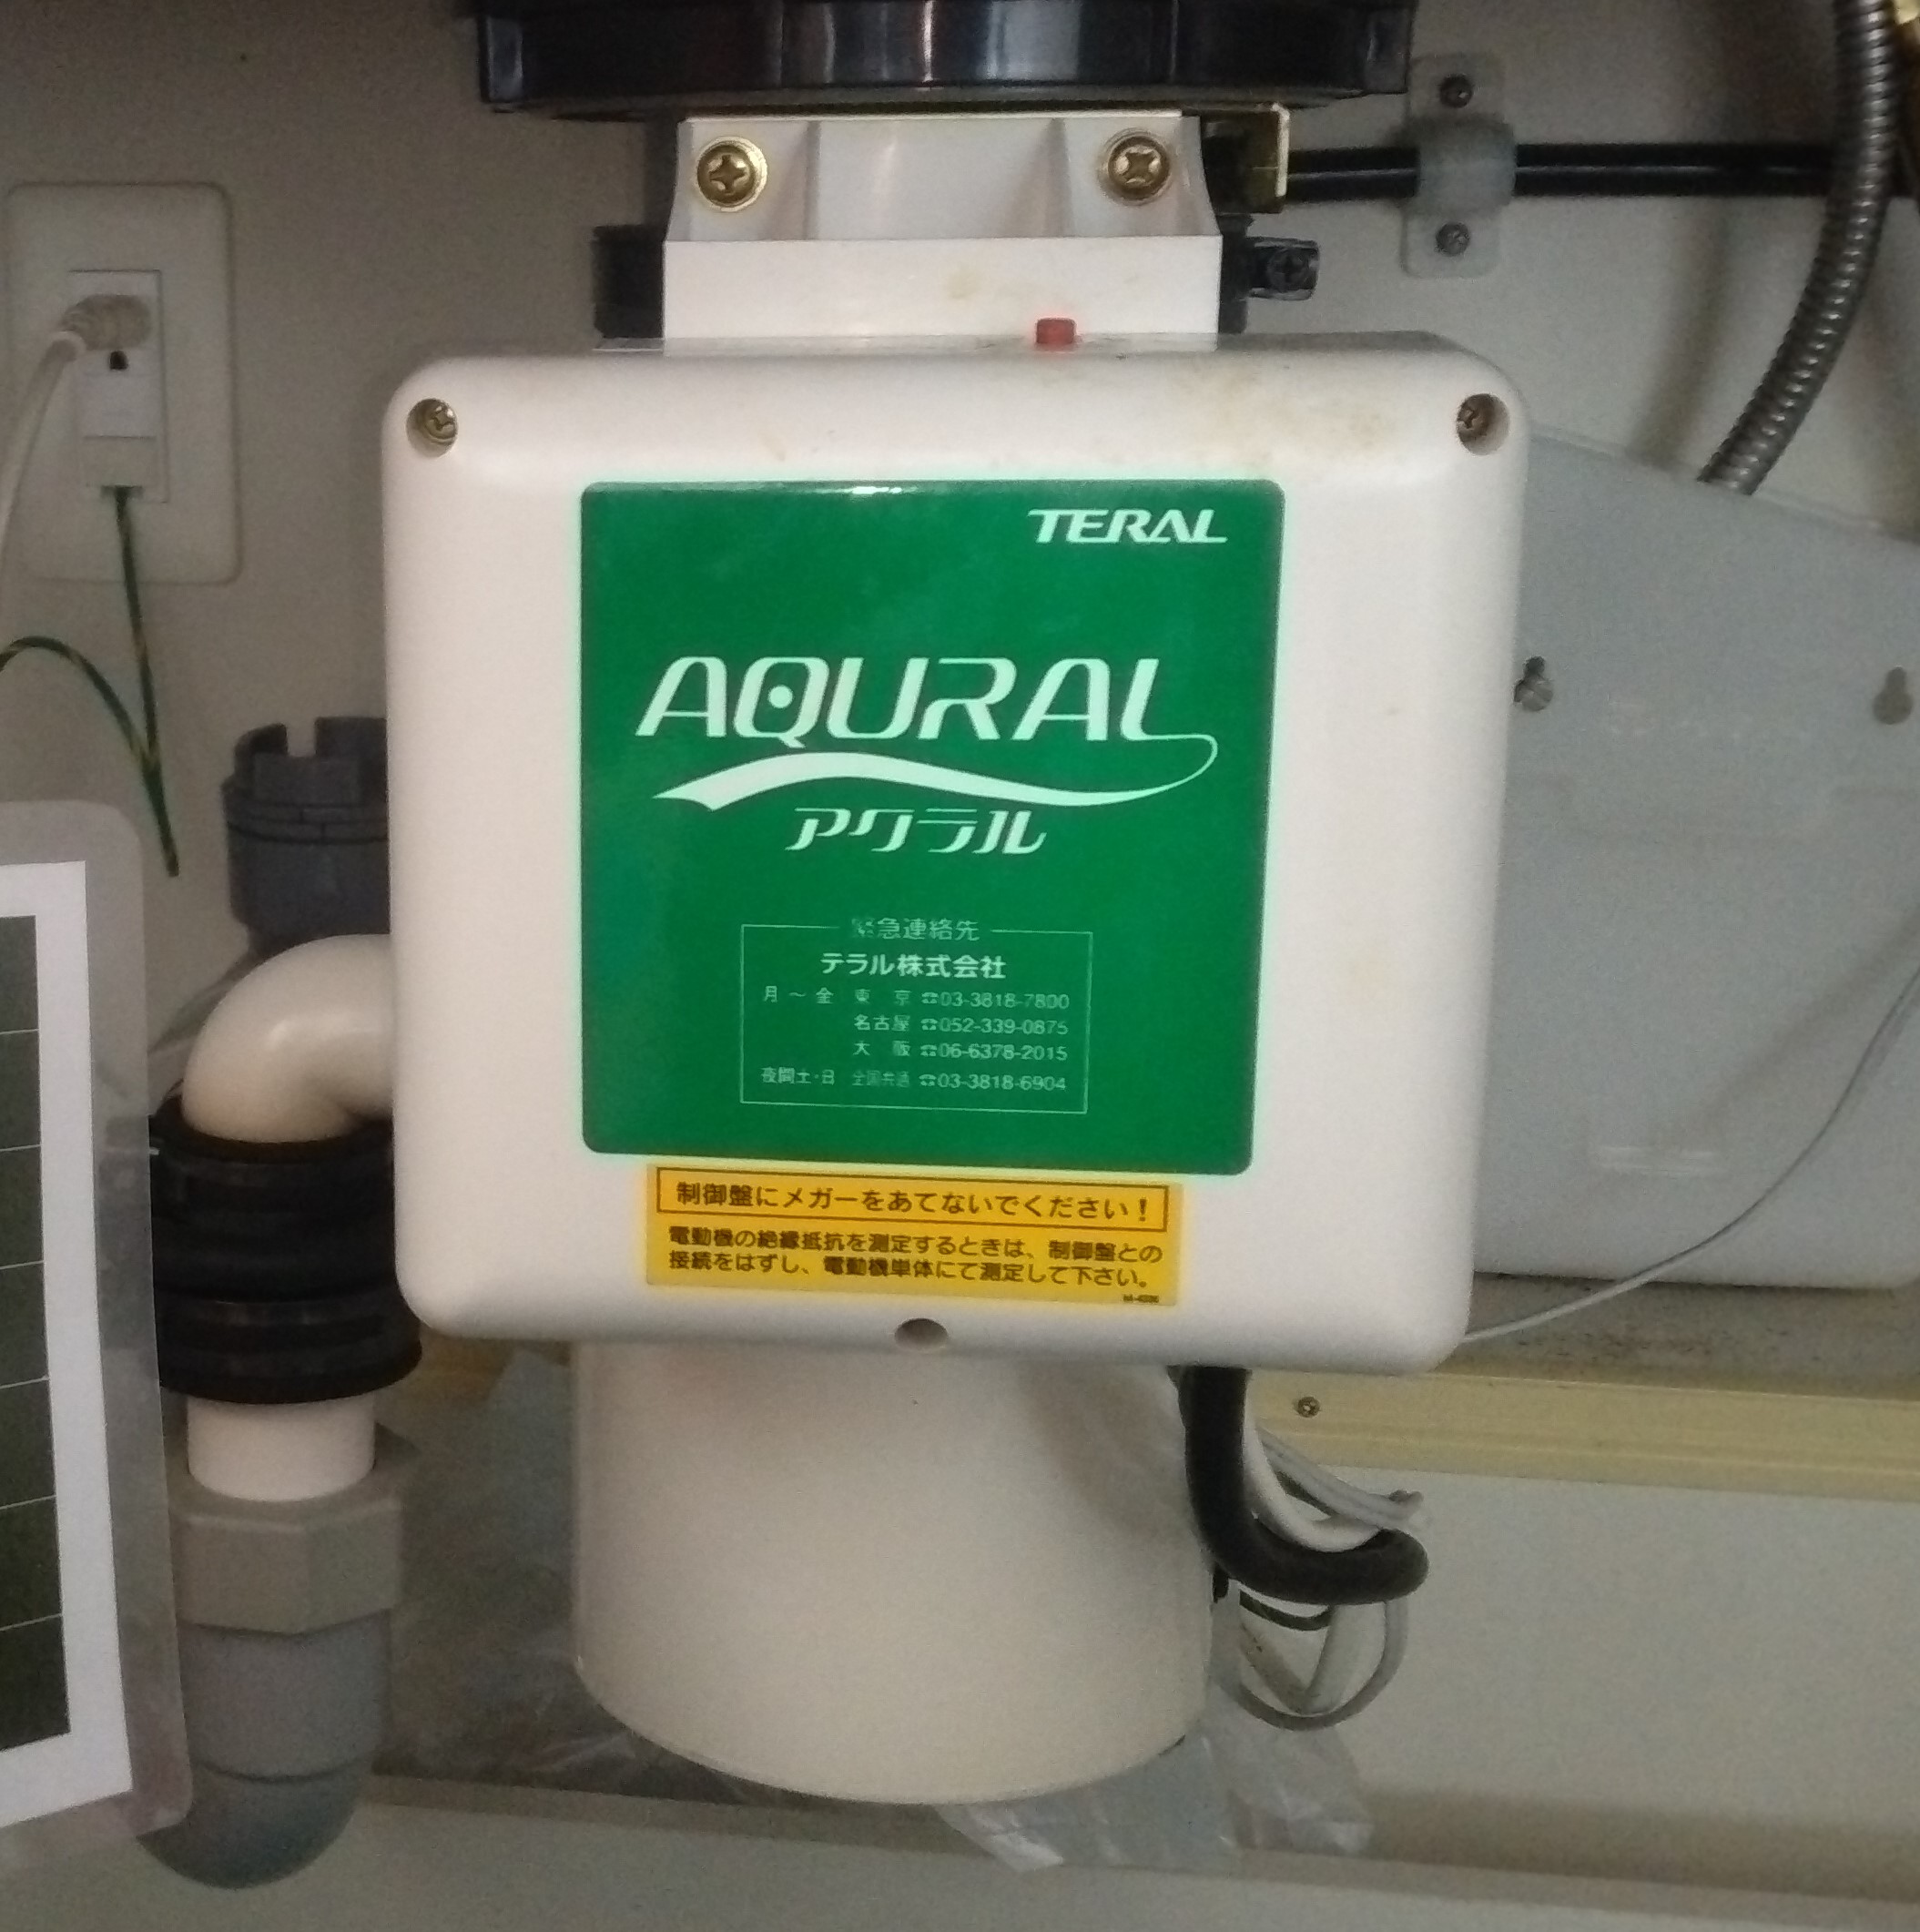 TERAL
AQURAL
アクラル
緊急連絡先
テラル株式会社
月～金 東 京 ☎03-3818-7800
名古屋 ☎052-339-0875
大 阪 ☎06-6378-2015
夜間土・日 全国共通 ☎03-3818-6904
制御盤にメガーをあてないでください！
電動機の絶縁抵抗を測定するときは、制御盤との
接続をはずし、電動機単体にて測定して下さい。